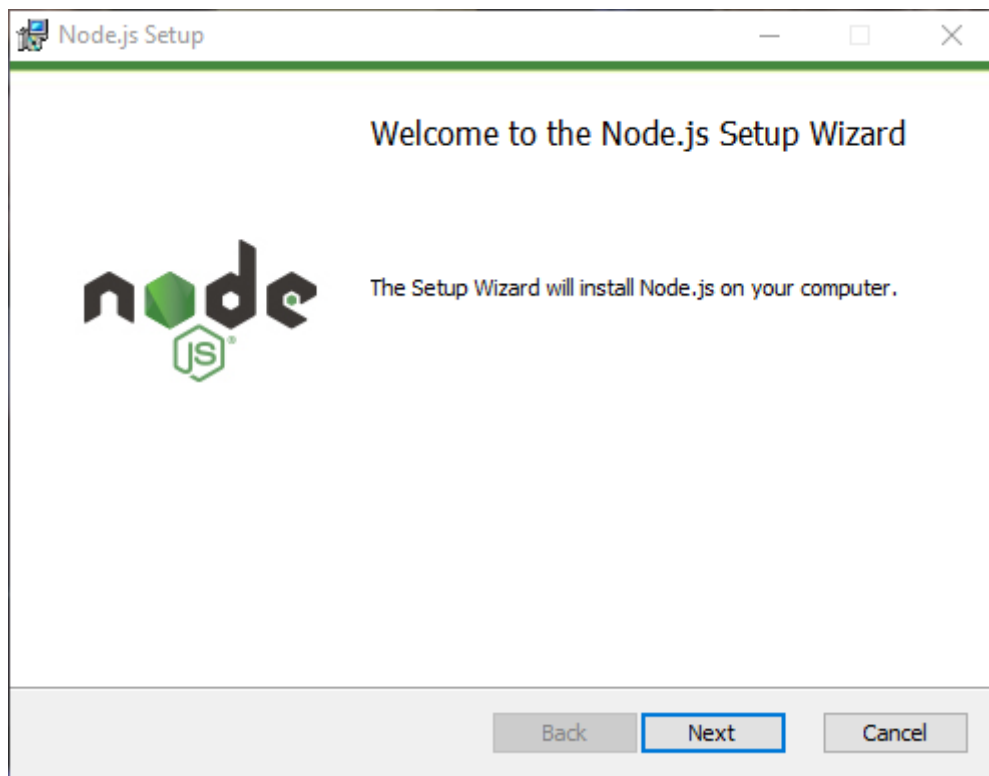 Node.js Setup
Welcome to the Node.js Setup Wizard
node
JS®
The Setup Wizard will install Node.js on your computer.
Back
Next
Cancel